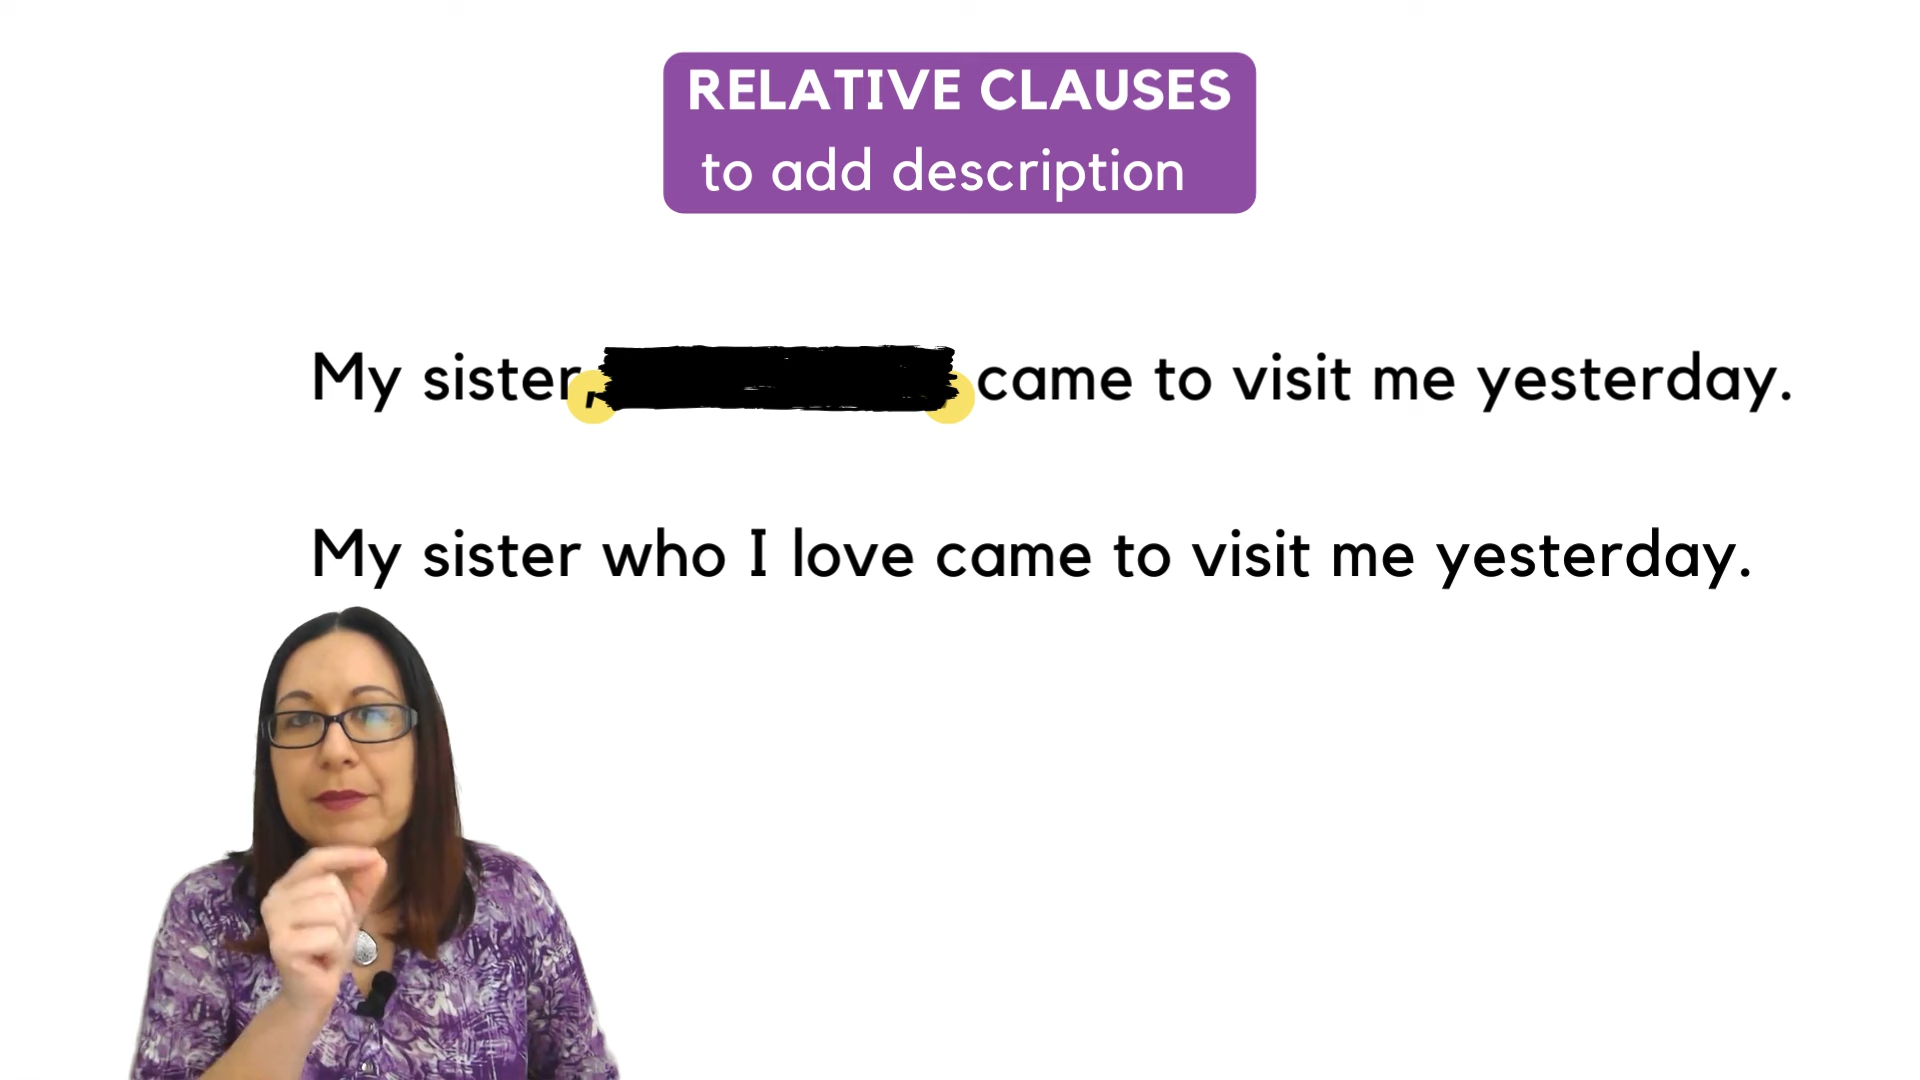 RELATIVE CLAUSES
to add description
My sister, came to visit me yesterday.
My sister who I love came to visit me yesterday.